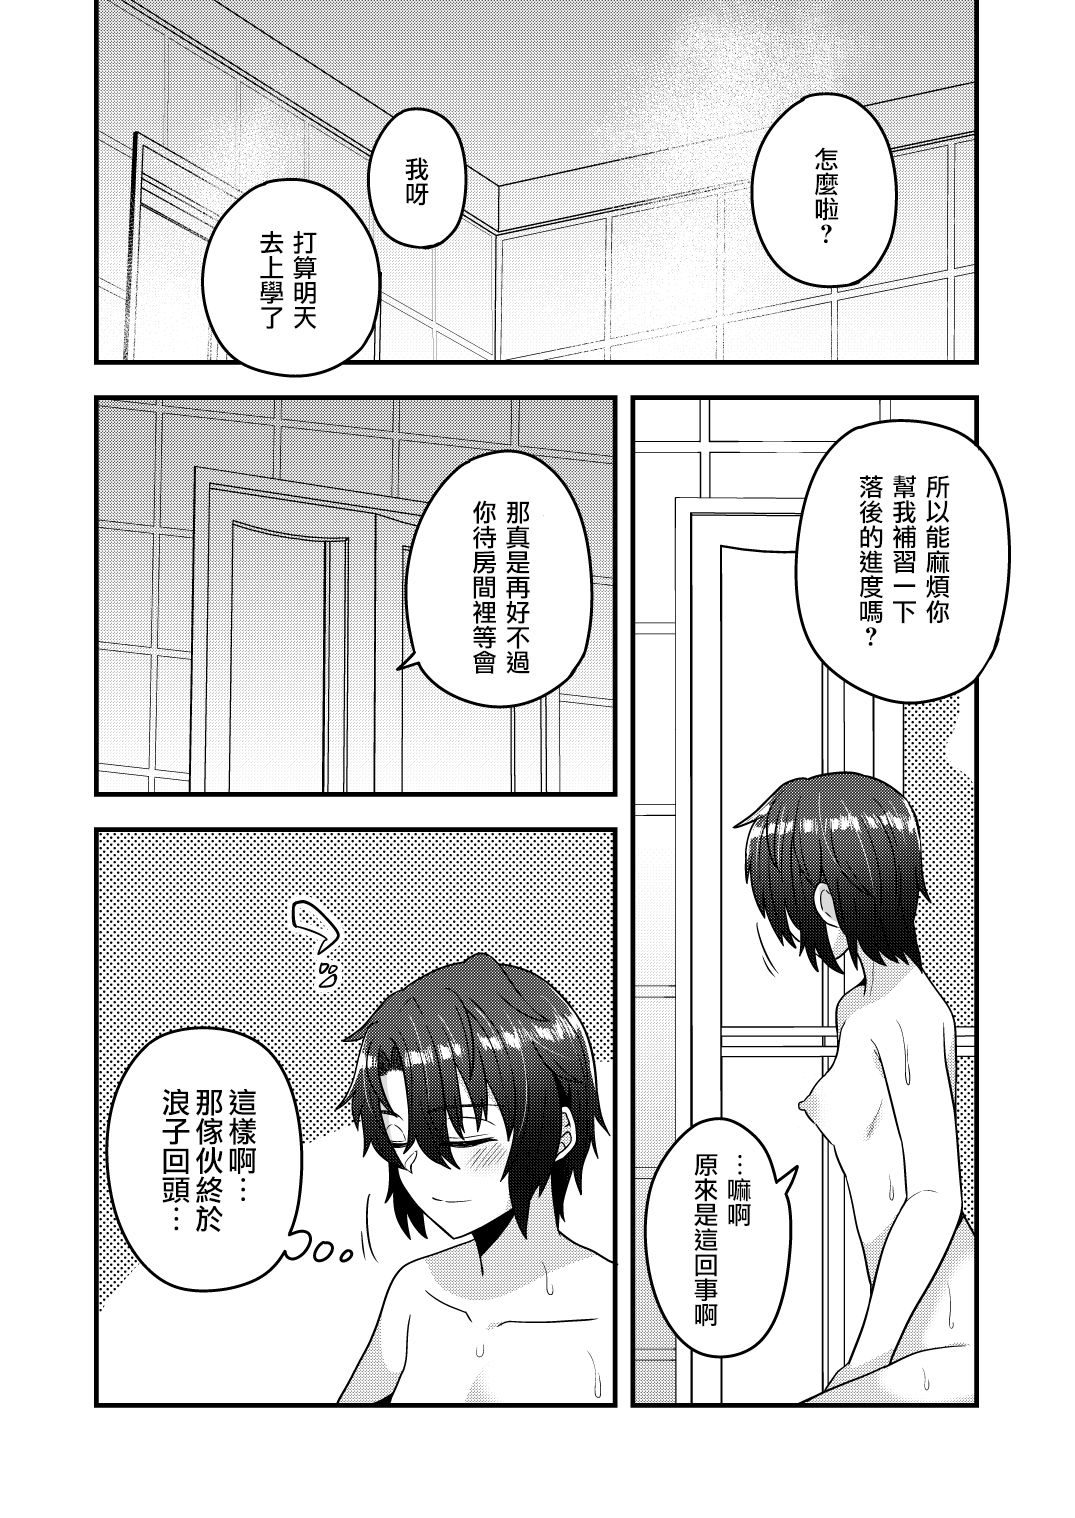 怎麼啦？
我呀
打算明天
去上學了
所以能麻煩你
幫我補習一下
落後的進度嗎？
…嘛啊
原來是這回事啊
那真是再好不過
你待房間裡等會
這樣啊…
那傢伙終於
浪子回頭…